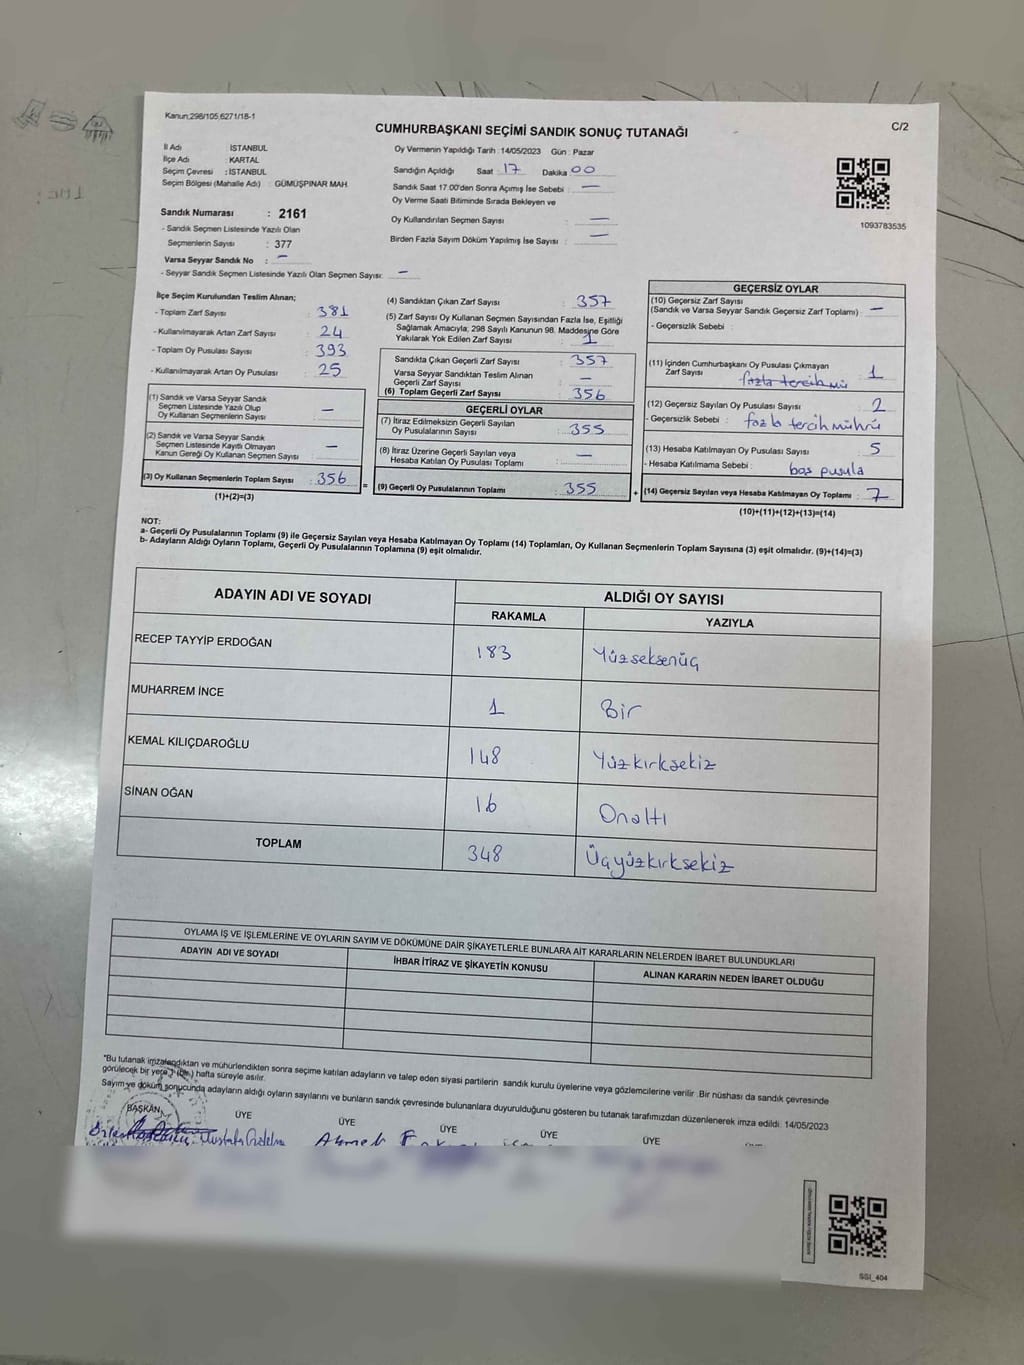 Kanun;298/105,6271/18-1
CUMHURBAŞKANI SEÇİMİ SANDIK SONUÇ TUTANAĞI
C/2
İl Adı : İSTANBUL
İlçe Adı : KARTAL
Seçim Çevresi : İSTANBUL
Seçim Bölgesi (Mahalle Adı) : GÜMÜŞPINAR MAH.
Sandık Numarası : 2161
- Sandık Seçmen Listesinde Yazılı Olan
Seçmenlerin Sayısı : 377
Varsa Seyyar Sandık No : —
- Seyyar Sandık Seçmen Listesinde Yazılı Olan Seçmen Sayısı: —
Oy Vermenin Yapıldığı Tarih : 14/05/2023 Gün : Pazar
Sandığın Açıldığı Saat 17 Dakika 00
Sandık Saat 17.00'den Sonra Açımış İse Sebebi : —
Oy Verme Saati Bitiminde Sırada Bekleyen ve
Oy Kullandırılan Seçmen Sayısı : —
Birden Fazla Sayım Döküm Yapılmış İse Sayısı : —
1093783535
İlçe Seçim Kurulundan Teslim Alınan;
- Toplam Zarf Sayısı : 381
- Kullanılmayarak Artan Zarf Sayısı : 24
- Toplam Oy Pusulası Sayısı : 393
- Kullanılmayarak Artan Oy Pusulası : 25
(1) Sandık ve Varsa Seyyar Sandık
Seçmen Listesinde Yazılı Olup
Oy Kullanan Seçmenlerin Sayısı : —
(2) Sandık ve Varsa Seyyar Sandık
Seçmen Listesinde Kayıtlı Olmayan
Kanun Gereği Oy Kullanan Seçmen Sayısı : —
(3) Oy Kullanan Seçmenlerin Toplam Sayısı : 356 =
(1)+(2)=(3)
(4) Sandıktan Çıkan Zarf Sayısı : 357
(5) Zarf Sayısı Oy Kullanan Seçmen Sayısından Fazla İse, Eşitliği
Sağlamak Amacıyla; 298 Sayılı Kanunun 98. Maddesine Göre
Yakılarak Yok Edilen Zarf Sayısı : 1
Sandıkta Çıkan Geçerli Zarf Sayısı : 357
Varsa Seyyar Sandıktan Teslim Alınan
Geçerli Zarf Sayısı : —
(6) Toplam Geçerli Zarf Sayısı : 356
GEÇERLİ OYLAR
(7) İtiraz Edilmeksizin Geçerli Sayılan
Oy Pusulalarının Sayısı : 355
(8) İtiraz Üzerine Geçerli Sayılan veya
Hesaba Katılan Oy Pusulası Toplamı : —
(9) Geçerli Oy Pusulalarının Toplamı : 355 +
GEÇERSİZ OYLAR
(10) Geçersiz Zarf Sayısı
(Sandık ve Varsa Seyyar Sandık Geçersiz Zarf Toplamı) : —
- Geçersizlik Sebebi :
(11) İçinden Cumhurbaşkanı Oy Pusulası Çıkmayan
Zarf Sayısı : 1
fazla tercih mü
(12) Geçersiz Sayılan Oy Pusulası Sayısı : 2
- Geçersizlik Sebebi : fazla tercih mührü
(13) Hesaba Katılmayan Oy Pusulası Sayısı : 5
- Hesaba Katılmama Sebebi : boş pusula
(14) Geçersiz Sayılan veya Hesaba Katılmayan Oy Toplamı : 7
(10)+(11)+(12)+(13)=(14)
NOT:
a- Geçerli Oy Pusulalarının Toplamı (9) ile Geçersiz Sayılan veya Hesaba Katılmayan Oy Toplamı (14) Toplamları, Oy Kullanan Seçmenlerin Toplam Sayısına (3) eşit olmalıdır. (9)+(14)=(3)
b- Adayların Aldığı Oyların Toplamı, Geçerli Oy Pusulalarının Toplamına (9) eşit olmalıdır.
ADAYIN ADI VE SOYADI ALDIĞI OY SAYISI
RAKAMLA YAZIYLA
RECEP TAYYİP ERDOĞAN 183 Yüzseksenüç
MUHARREM İNCE 1 Bir
KEMAL KILIÇDAROĞLU 148 Yüzkırksekiz
SİNAN OĞAN 16 Onaltı
TOPLAM 348 Üçyüzkırksekiz
OYLAMA İŞ VE İŞLEMLERİNE VE OYLARIN SAYIM VE DÖKÜMÜNE DAİR ŞİKAYETLERLE BUNLARA AİT KARARLARIN NELERDEN İBARET BULUNDUKLARI
ADAYIN ADI VE SOYADI İHBAR İTİRAZ VE ŞİKAYETİN KONUSU ALINAN KARARIN NEDEN İBARET OLDUĞU
*Bu tutanak imzalandıktan ve mühürlendikten sonra seçime katılan adayların ve talep eden siyasi partilerin sandık kurulu üyelerine veya gözlemcilerine verilir. Bir nüshası da sandık çevresinde
görülecek bir yere 1 (bir) hafta süreyle asılır.
Sayım ve döküm sonucunda adayların aldığı oyların sayılarını ve bunların sandık çevresinde bulunanlara duyurulduğunu gösteren bu tutanak tarafımızdan düzenlenerek imza edildi. 14/05/2023
BAŞKAN ÜYE ÜYE ÜYE ÜYE ÜYE
Mustafa Ahmet
SSI_404